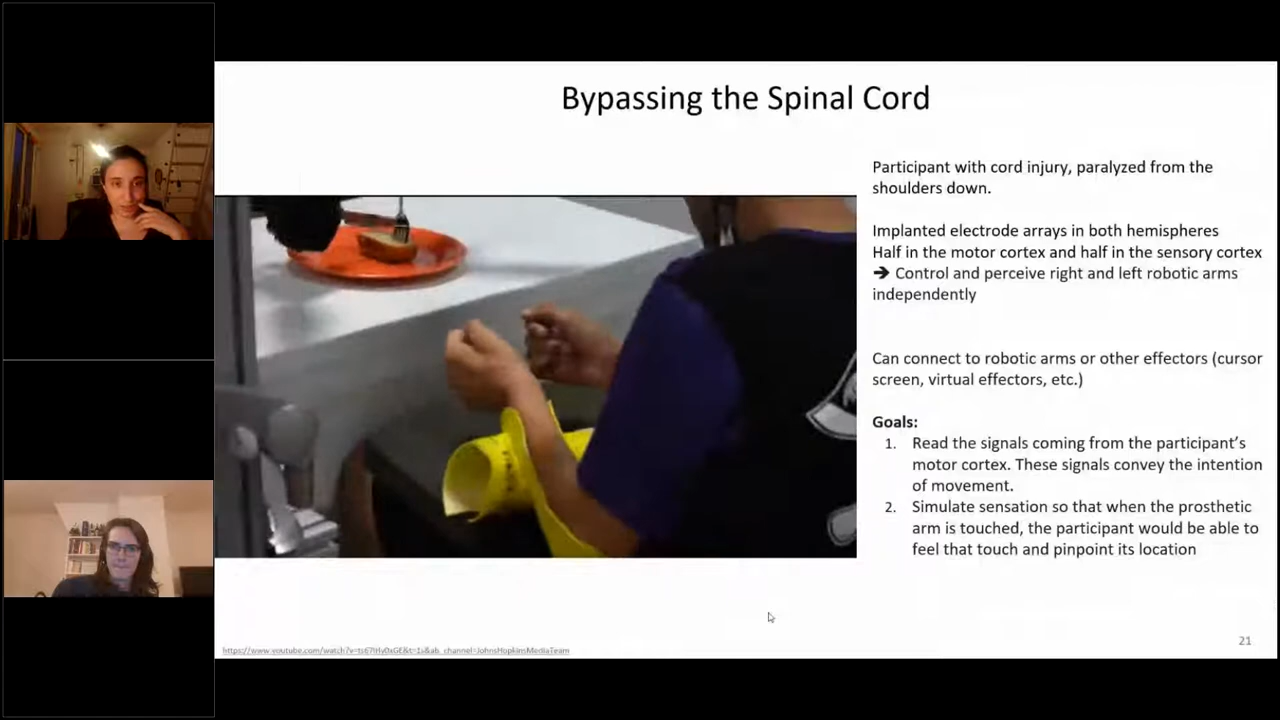 Bypassing the Spinal Cord
Participant with cord injury, paralyzed from the
shoulders down.
Implanted electrode arrays in both hemispheres
Half in the motor cortex and half in the sensory cortex
➔ Control and perceive right and left robotic arms
independently
Can connect to robotic arms or other effectors (cursor
screen, virtual effectors, etc.)
Goals:
1. Read the signals coming from the participant's
motor cortex. These signals convey the intention
of movement.
2. Simulate sensation so that when the prosthetic
arm is touched, the participant would be able to
feel that touch and pinpoint its location
21